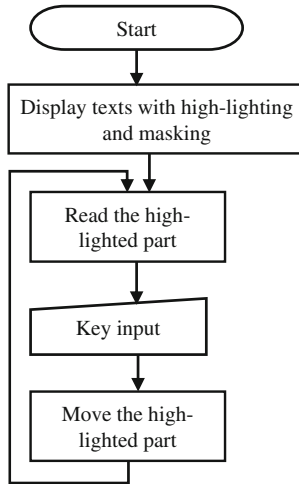 Start
Display texts with high-lighting
and masking
Read the high-
lighted part
Key input
Move the high-
lighted part